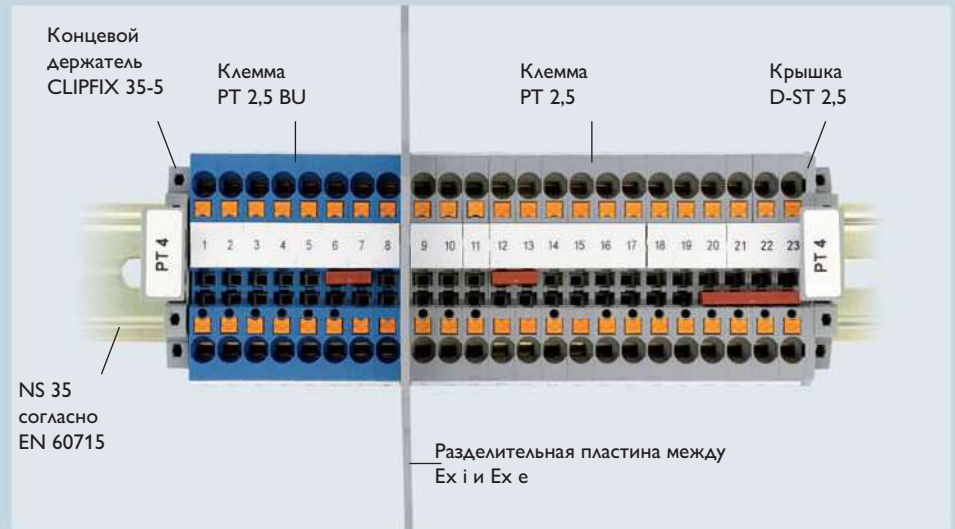 Концевой
держатель
CLIPFIX 35-5
Клемма
PT 2,5 BU
Клемма
PT 2,5
Крышка
D-ST 2,5
PT 4
1 2 3 4 5 6 7 8 9 10 11 12 13 14 15 16 17 18 19 20 21 22 23
PT 4
NS 35
согласно
EN 60715
Разделительная пластина между
Ex i и Ex e